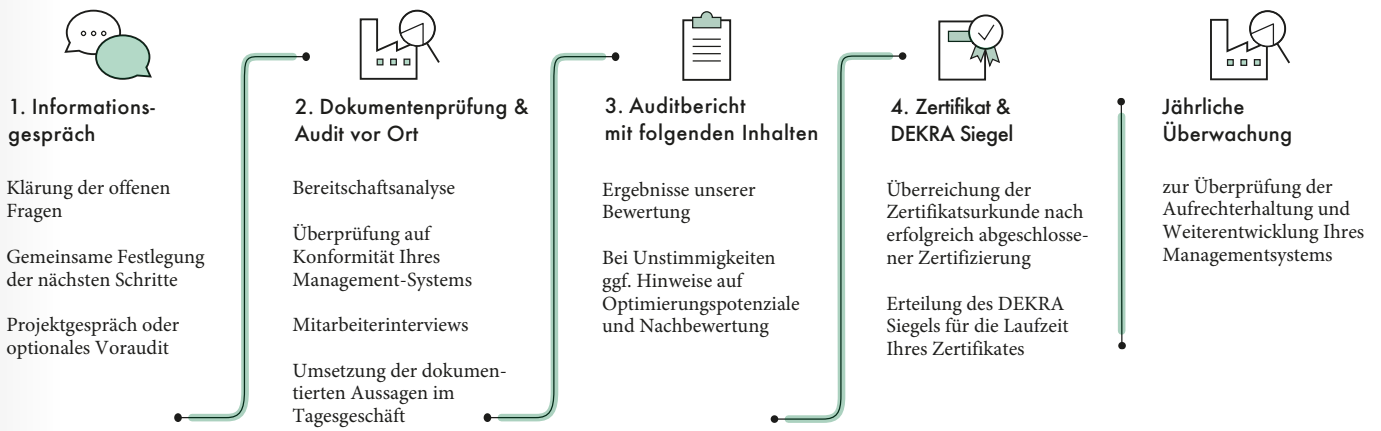 1. Informations-
gespräch
Klärung der offenen
Fragen
Gemeinsame Festlegung
der nächsten Schritte
Projektgespräch oder
optionales Voraudit
2. Dokumentenprüfung &
Audit vor Ort
Bereitschaftsanalyse
Überprüfung auf
Konformität Ihres
Management-Systems
Mitarbeiterinterviews
Umsetzung der dokumen-
tierten Aussagen im
Tagesgeschäft
3. Auditbericht
mit folgenden Inhalten
Ergebnisse unserer
Bewertung
Bei Unstimmigkeiten
ggf. Hinweise auf
Optimierungspotenziale
und Nachbewertung
4. Zertifikat &
DEKRA Siegel
Überreichung der
Zertifikatsurkunde nach
erfolgreich abgeschlosse-
ner Zertifizierung
Erteilung des DEKRA
Siegels für die Laufzeit
Ihres Zertifikates
Jährliche
Überwachung
zur Überprüfung der
Aufrechterhaltung und
Weiterentwicklung Ihres
Managementsystems